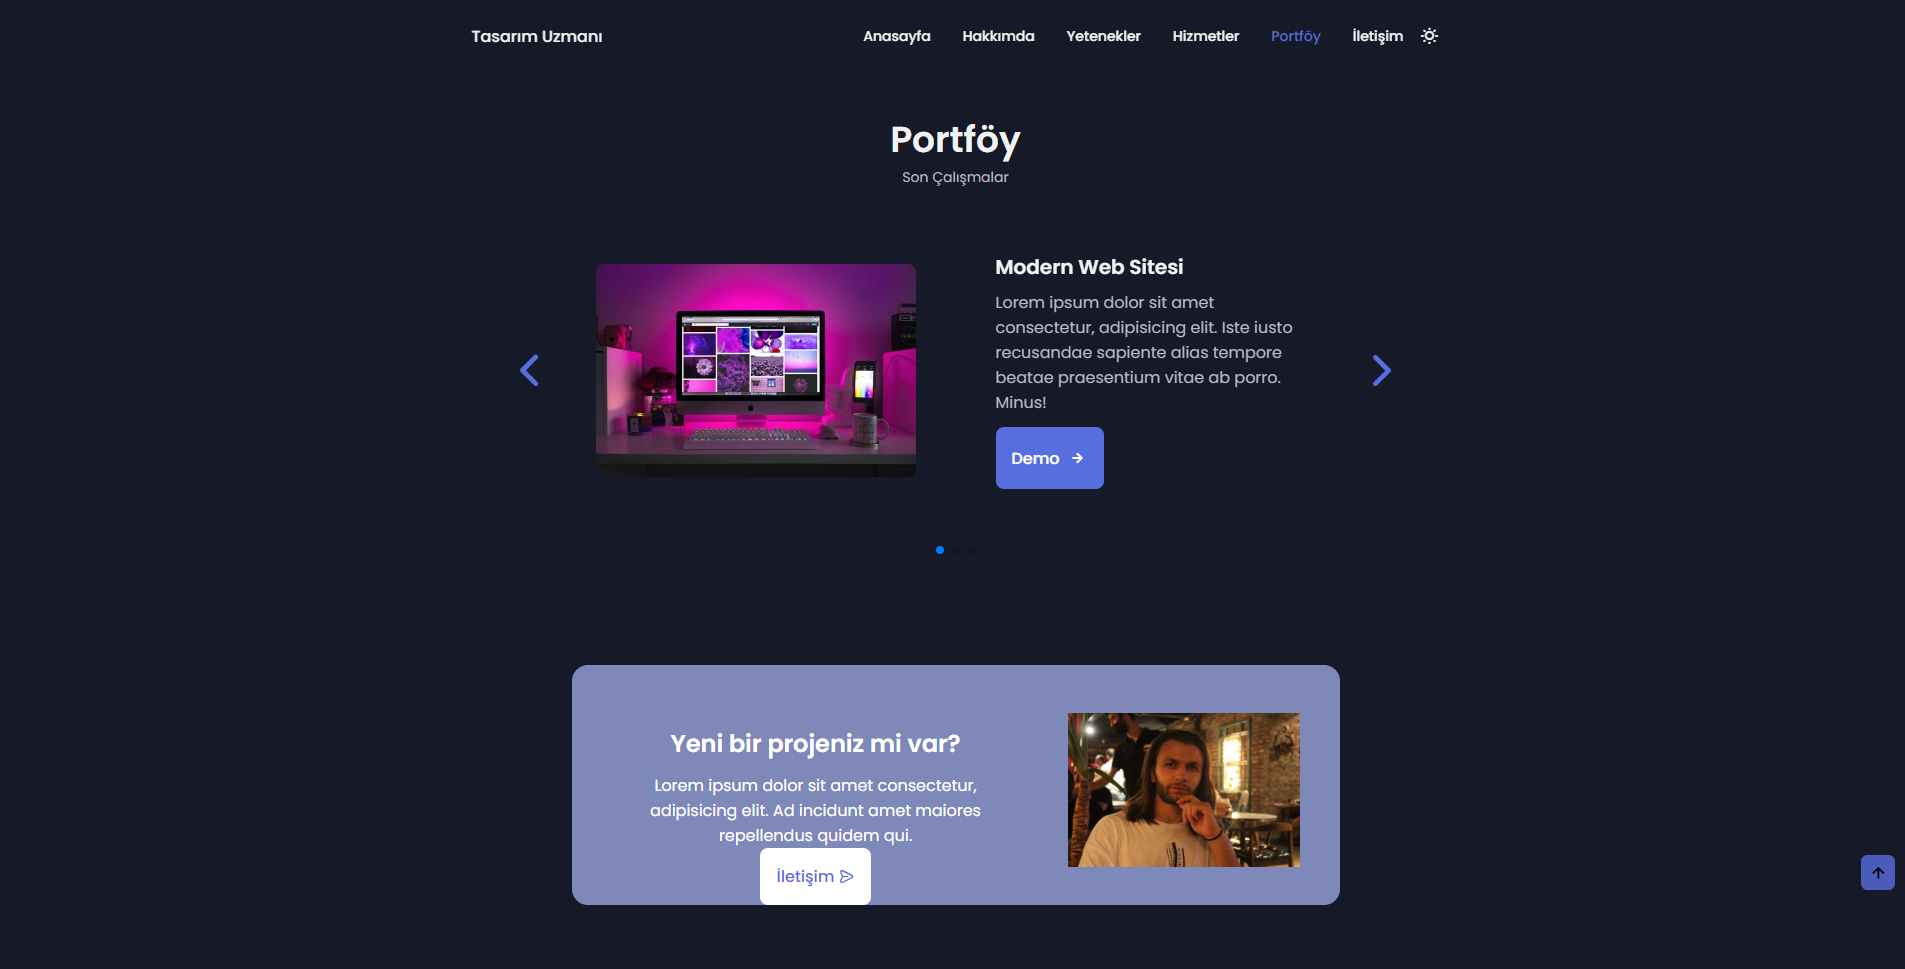 Tasarım Uzmanı
Anasayfa Hakkımda Yetenekler Hizmetler Portföy İletişim
Portföy
Son Çalışmalar
Modern Web Sitesi
Lorem ipsum dolor sit amet
consectetur, adipisicing elit. Iste iusto
recusandae sapiente alias tempore
beatae praesentium vitae ab porro.
Minus!
Demo
Yeni bir projeniz mi var?
Lorem ipsum dolor sit amet consectetur,
adipisicing elit. Ad incidunt amet maiores
repellendus quidem qui.
İletişim